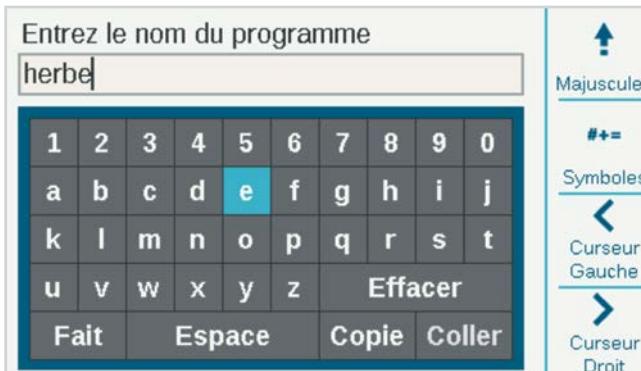 Entrez le nom du programme
herbe
1 2 3 4 5 6 7 8 9 0
a b c d e f g h i j
k l m n o p q r s t
u v w x y z Effacer
Fait Espace Copie Coller
Majuscule
#+=
Symboles
Curseur
Gauche
Curseur
Droit